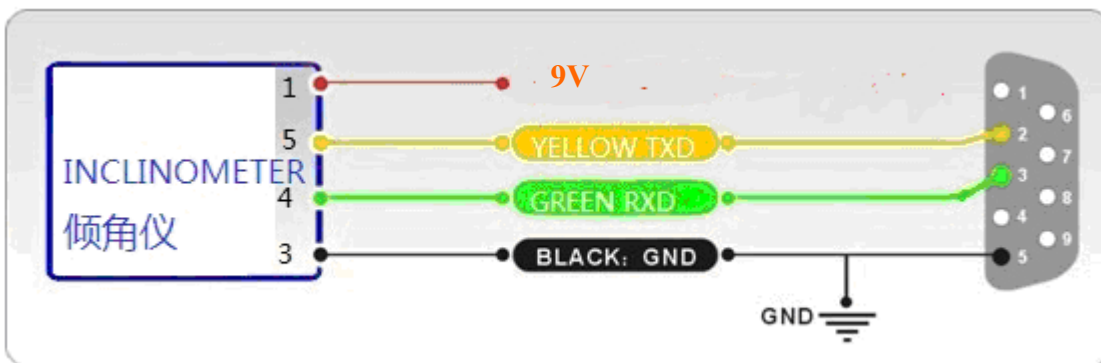 1
9V
5
YELLOW TXD
INCLINOMETER
4
GREEN RXD
倾角仪
3
BLACK: GND
GND
1
6
2
7
3
8
4
9
5